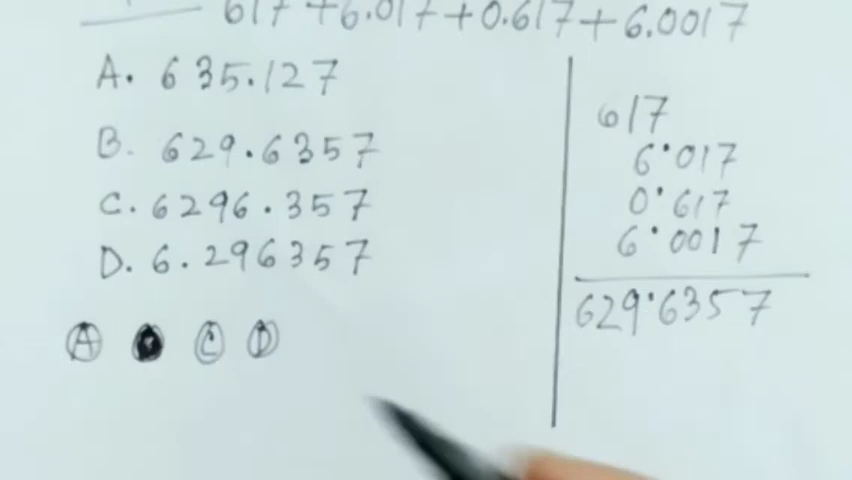 617+6.017+0.617+6.0017
A. 635.127
B. 629.6357
C. 6296.357
D. 6.296357
A C D
617
6.017
0.617
6.0017
629.6357